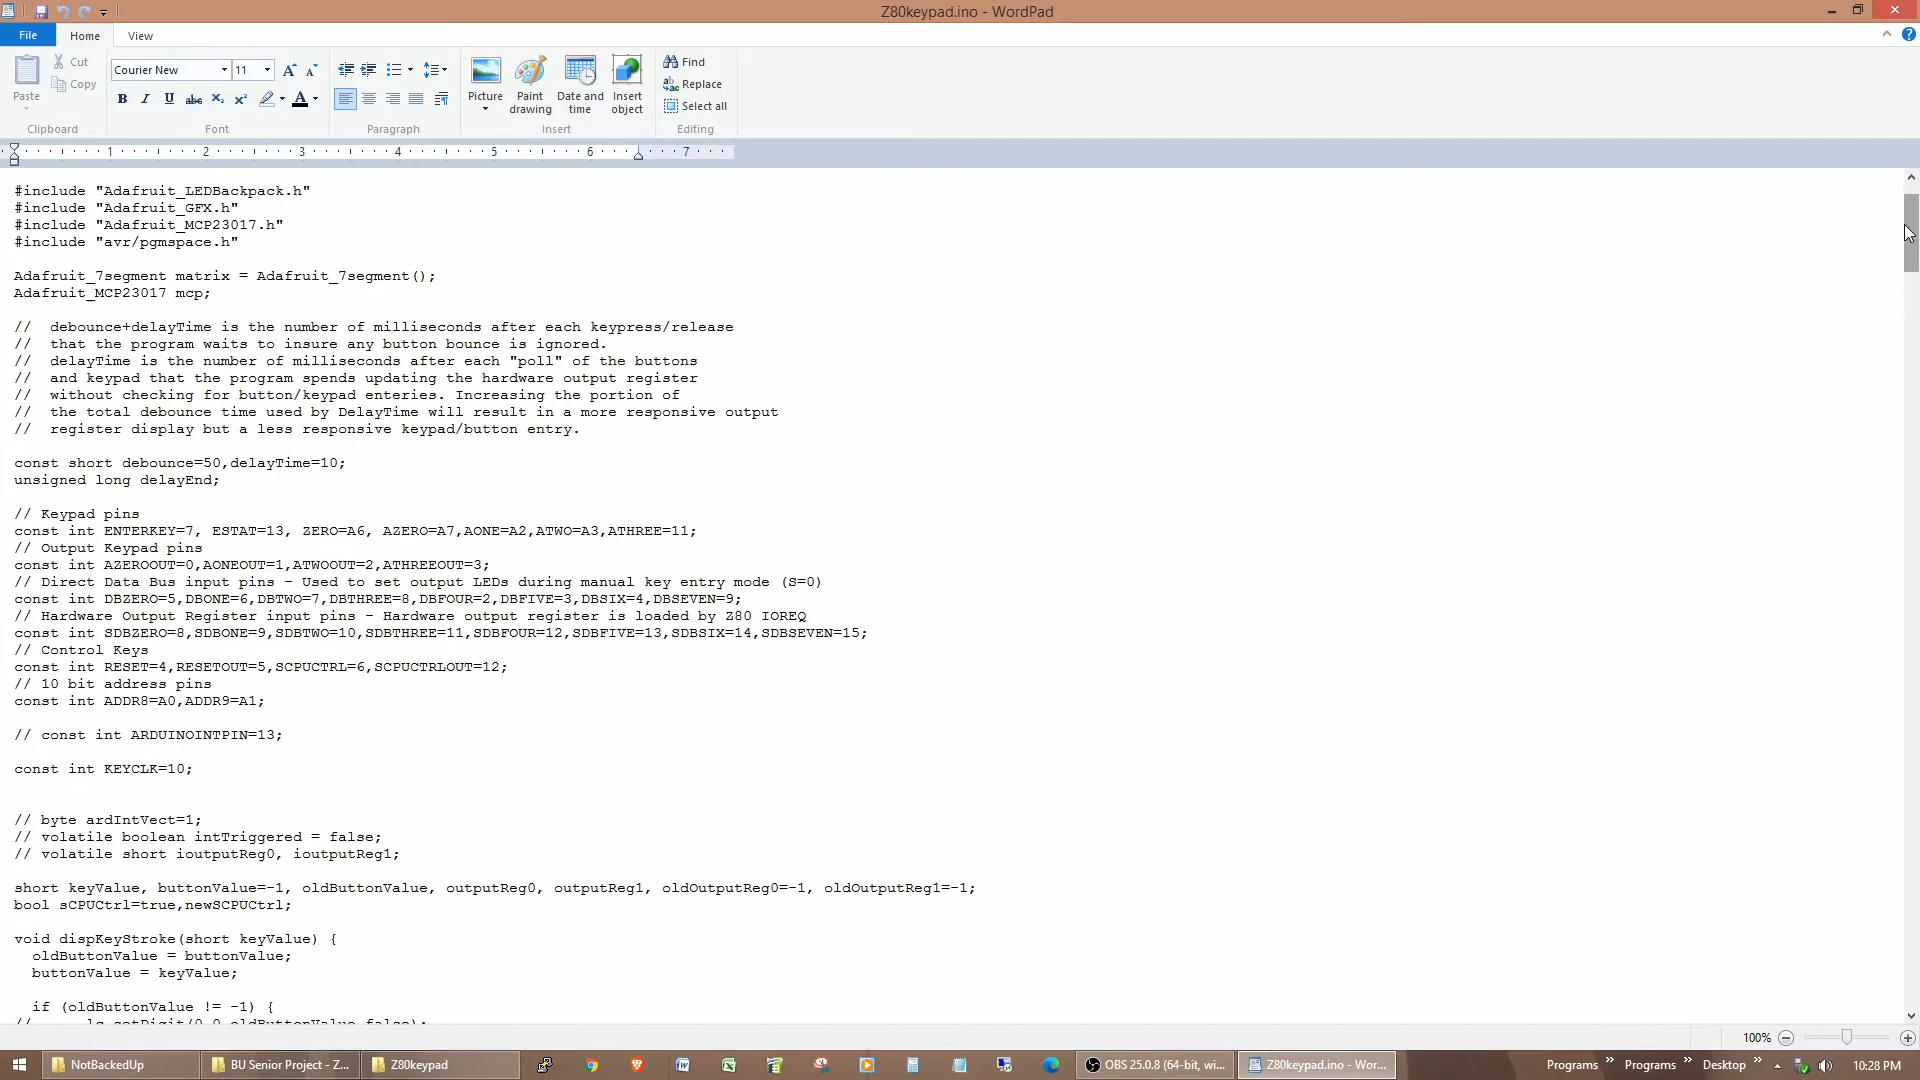 Z80keypad.ino - WordPad
File
Home
View
Paste
Cut
Copy
Clipboard
Courier New
11
B I U abc X₂ X² A
Font
Paragraph
Picture
Paint drawing
Date and time
Insert object
Insert
Find
Replace
Select all
Editing
1 2 3 4 5 6 7
#include "Adafruit_LEDBackpack.h"
#include "Adafruit_GFX.h"
#include "Adafruit_MCP23017.h"
#include "avr/pgmspace.h"
Adafruit_7segment matrix = Adafruit_7segment();
Adafruit_MCP23017 mcp;
//  debounce+delayTime is the number of milliseconds after each keypress/release
//  that the program waits to insure any button bounce is ignored.
//  delayTime is the number of milliseconds after each "poll" of the buttons
//  and keypad that the program spends updating the hardware output register
//  without checking for button/keypad enteries. Increasing the portion of
//  the total debounce time used by DelayTime will result in a more responsive output
//  register display but a less responsive keypad/button entry.
const short debounce=50,delayTime=10;
unsigned long delayEnd;
// Keypad pins
const int ENTERKEY=7, ESTAT=13, ZERO=A6, AZERO=A7,AONE=A2,ATWO=A3,ATHREE=11;
// Output Keypad pins
const int AZEROOUT=0,AONEOUT=1,ATWOOUT=2,ATHREEOUT=3;
// Direct Data Bus input pins - Used to set output LEDs during manual key entry mode (S=0)
const int DBZERO=5,DBONE=6,DBTWO=7,DBTHREE=8,DBFOUR=2,DBFIVE=3,DBSIX=4,DBSEVEN=9;
// Hardware Output Register input pins - Hardware output register is loaded by Z80 IOREQ
const int SDBZERO=8,SDBONE=9,SDBTWO=10,SDBTHREE=11,SDBFOUR=12,SDBFIVE=13,SDBSIX=14,SDBSEVEN=15;
// Control Keys
const int RESET=4,RESETOUT=5,SCPUCTRL=6,SCPUCTRLOUT=12;
// 10 bit address pins
const int ADDR8=A0,ADDR9=A1;
// const int ARDUINOINTPIN=13;
const int KEYCLK=10;
// byte ardIntVect=1;
// volatile boolean intTriggered = false;
// volatile short ioutputReg0, ioutputReg1;
short keyValue, buttonValue=-1, oldButtonValue, outputReg0, outputReg1, oldOutputReg0=-1, oldOutputReg1=-1;
bool sCPUCtrl=true,newSCPUCtrl;
void dispKeyStroke(short keyValue) {
  oldButtonValue = buttonValue;
  buttonValue = keyValue;
  if (oldButtonValue != -1) {
//      lc.setDigit(0,0,oldButtonValue,false);
100%
NotBackedUp
BU Senior Project - Z...
Z80keypad
OBS 25.0.8 (64-bit, wi...
Z80keypad.ino - Wor...
Programs
Programs
Desktop
10:28 PM